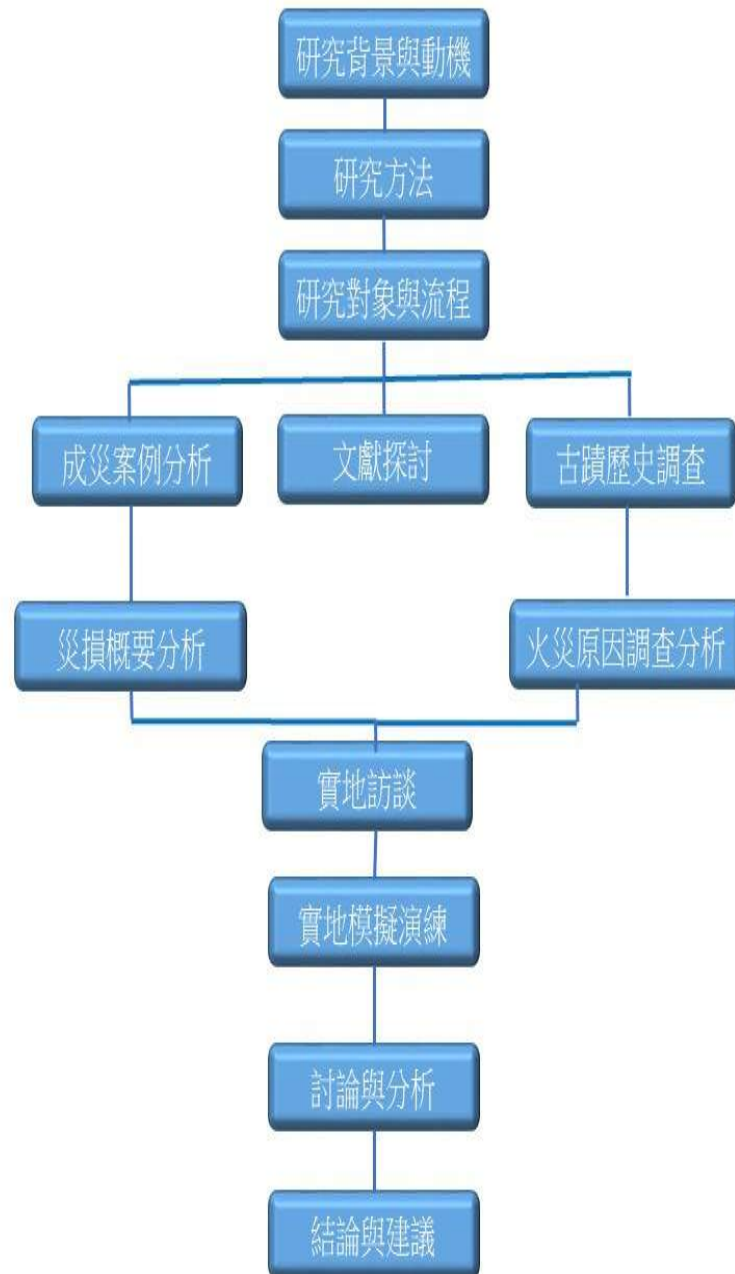 研究背景與動機
研究方法
研究對象與流程
成災案例分析
文獻探討
古蹟歷史調查
災損概要分析
火災原因調查分析
實地訪談
實地模擬演練
討論與分析
結論與建議